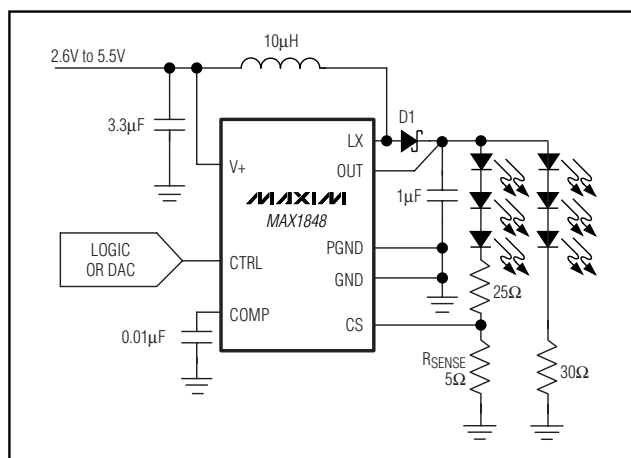 2.6V to 5.5V
10µH
3.3µF
D1
LX
OUT
V+
1µF
MAXIM
MAX1848
LOGIC
OR DAC
PGND
CTRL
GND
25Ω
COMP
0.01µF
CS
RSENSE
5Ω
30Ω